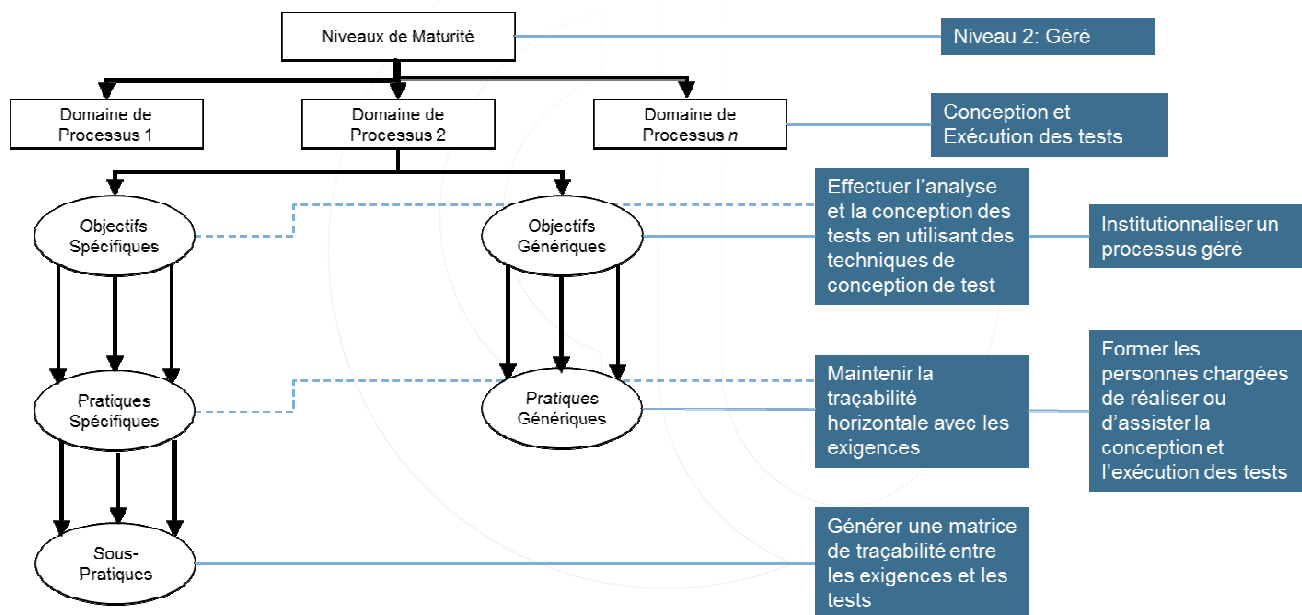 Niveaux de Maturité
Niveau 2: Géré
Domaine de
Processus 1
Domaine de
Processus 2
Domaine de
Processus n
Conception et
Exécution des tests
Objectifs
Spécifiques
Objectifs
Génériques
Effectuer l'analyse
et la conception des
tests en utilisant des
techniques de
conception de test
Institutionnaliser un
processus géré
Pratiques
Spécifiques
Pratiques
Génériques
Maintenir la
traçabilité
horizontale avec les
exigences
Former les
personnes chargées
de réaliser ou
d'assister la
conception et
l'exécution des tests
Sous-
Pratiques
Générer une matrice
de traçabilité entre
les exigences et les
tests